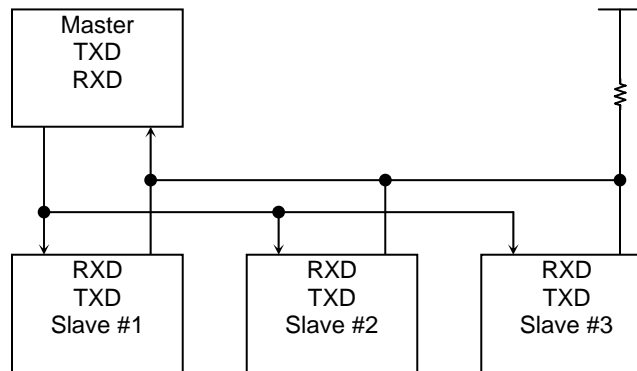 Master
TXD
RXD
RXD
TXD
Slave #1
RXD
TXD
Slave #2
RXD
TXD
Slave #3